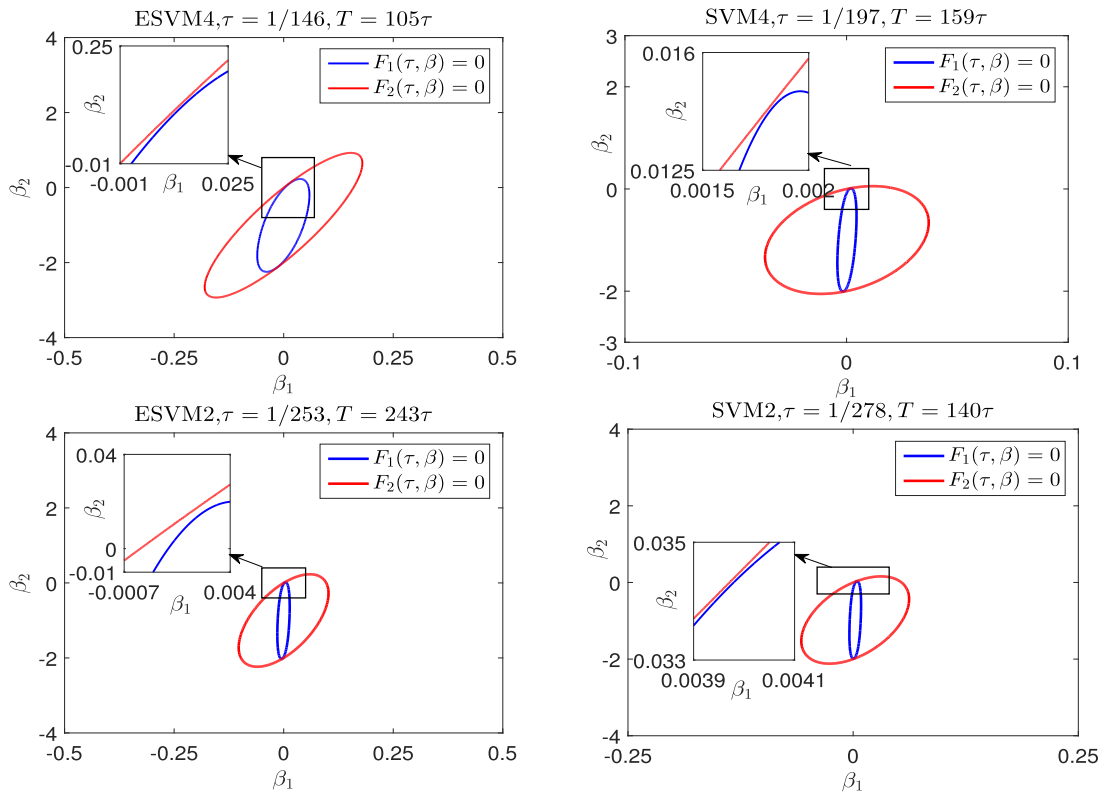 ESVM4,τ = 1/146, T = 105τ
4
2
0
-2
-4
β₂
-0.5
-0.25
0
0.25
0.5
β₁
F₁(τ, β) = 0
F₂(τ, β) = 0
0.25
β₂
-0.01
-0.001
β₁
0.025
SVM4, τ = 1/197, T = 159τ
3
2
1
0
-1
-2
-3
β₂
-0.1
0
0.1
β₁
F₁(τ, β) = 0
F₂(τ, β) = 0
0.016
β₂
0.0125
0.0015
β₁
0.002
ESVM2,τ = 1/253, T = 243τ
4
2
0
-2
-4
β₂
-0.5
-0.25
0
0.25
0.5
β₁
F₁(τ, β) = 0
F₂(τ, β) = 0
0.04
β₂
0
-0.01
-0.0007
β₁
0.004
SVM2, τ = 1/278, T = 140τ
4
2
0
-2
-4
β₂
-0.25
0
0.25
β₁
F₁(τ, β) = 0
F₂(τ, β) = 0
0.035
β₂
0.033
0.0039
β₁
0.0041